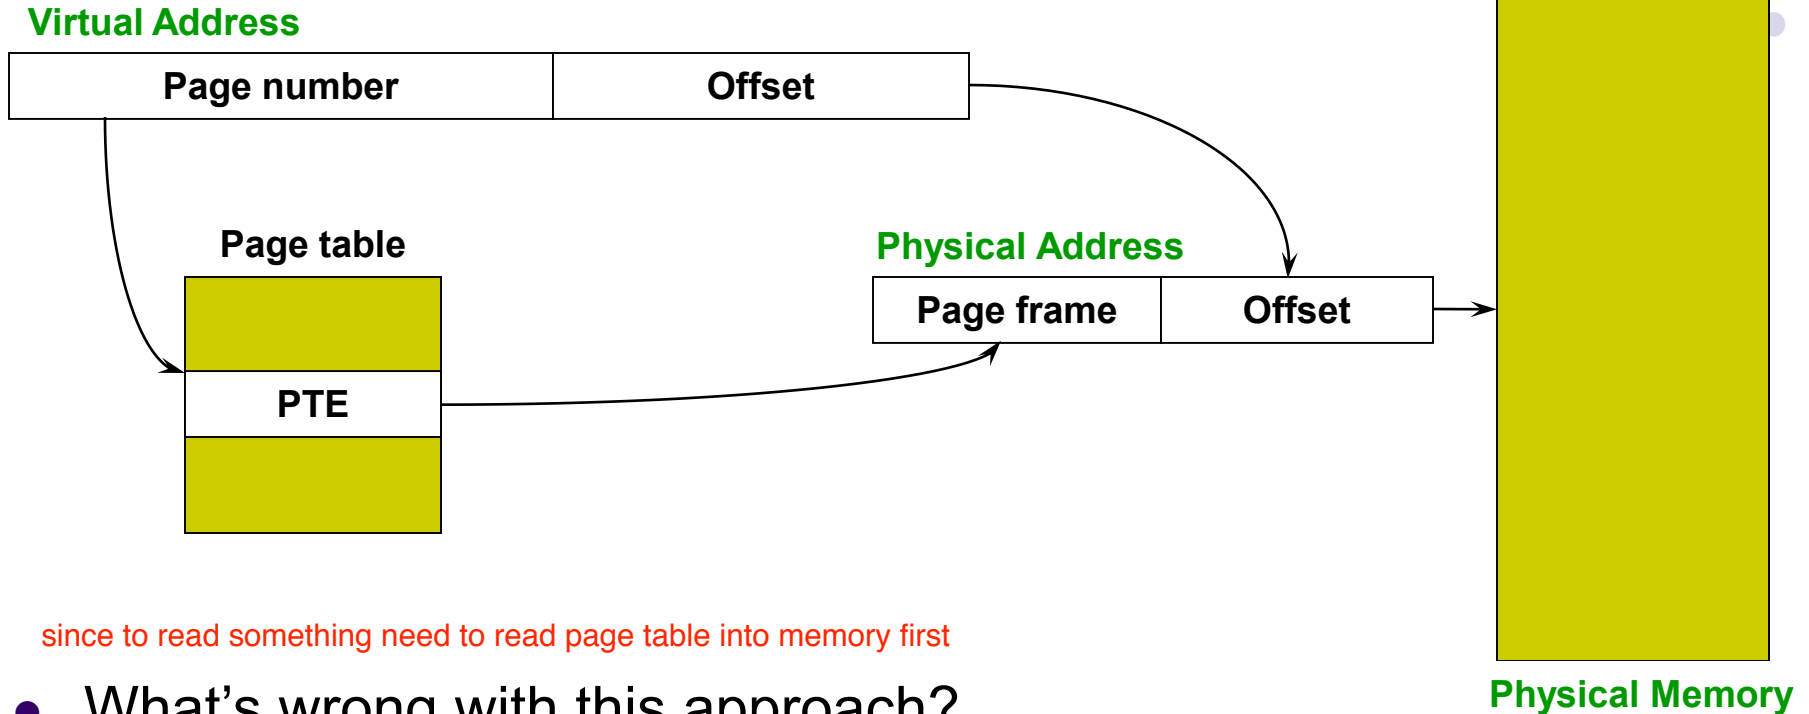 Virtual Address
Page number
Offset
Page table
Physical Address
Page frame
Offset
PTE
since to read something need to read page table into memory first
What's wrong with this approach?
Physical Memory